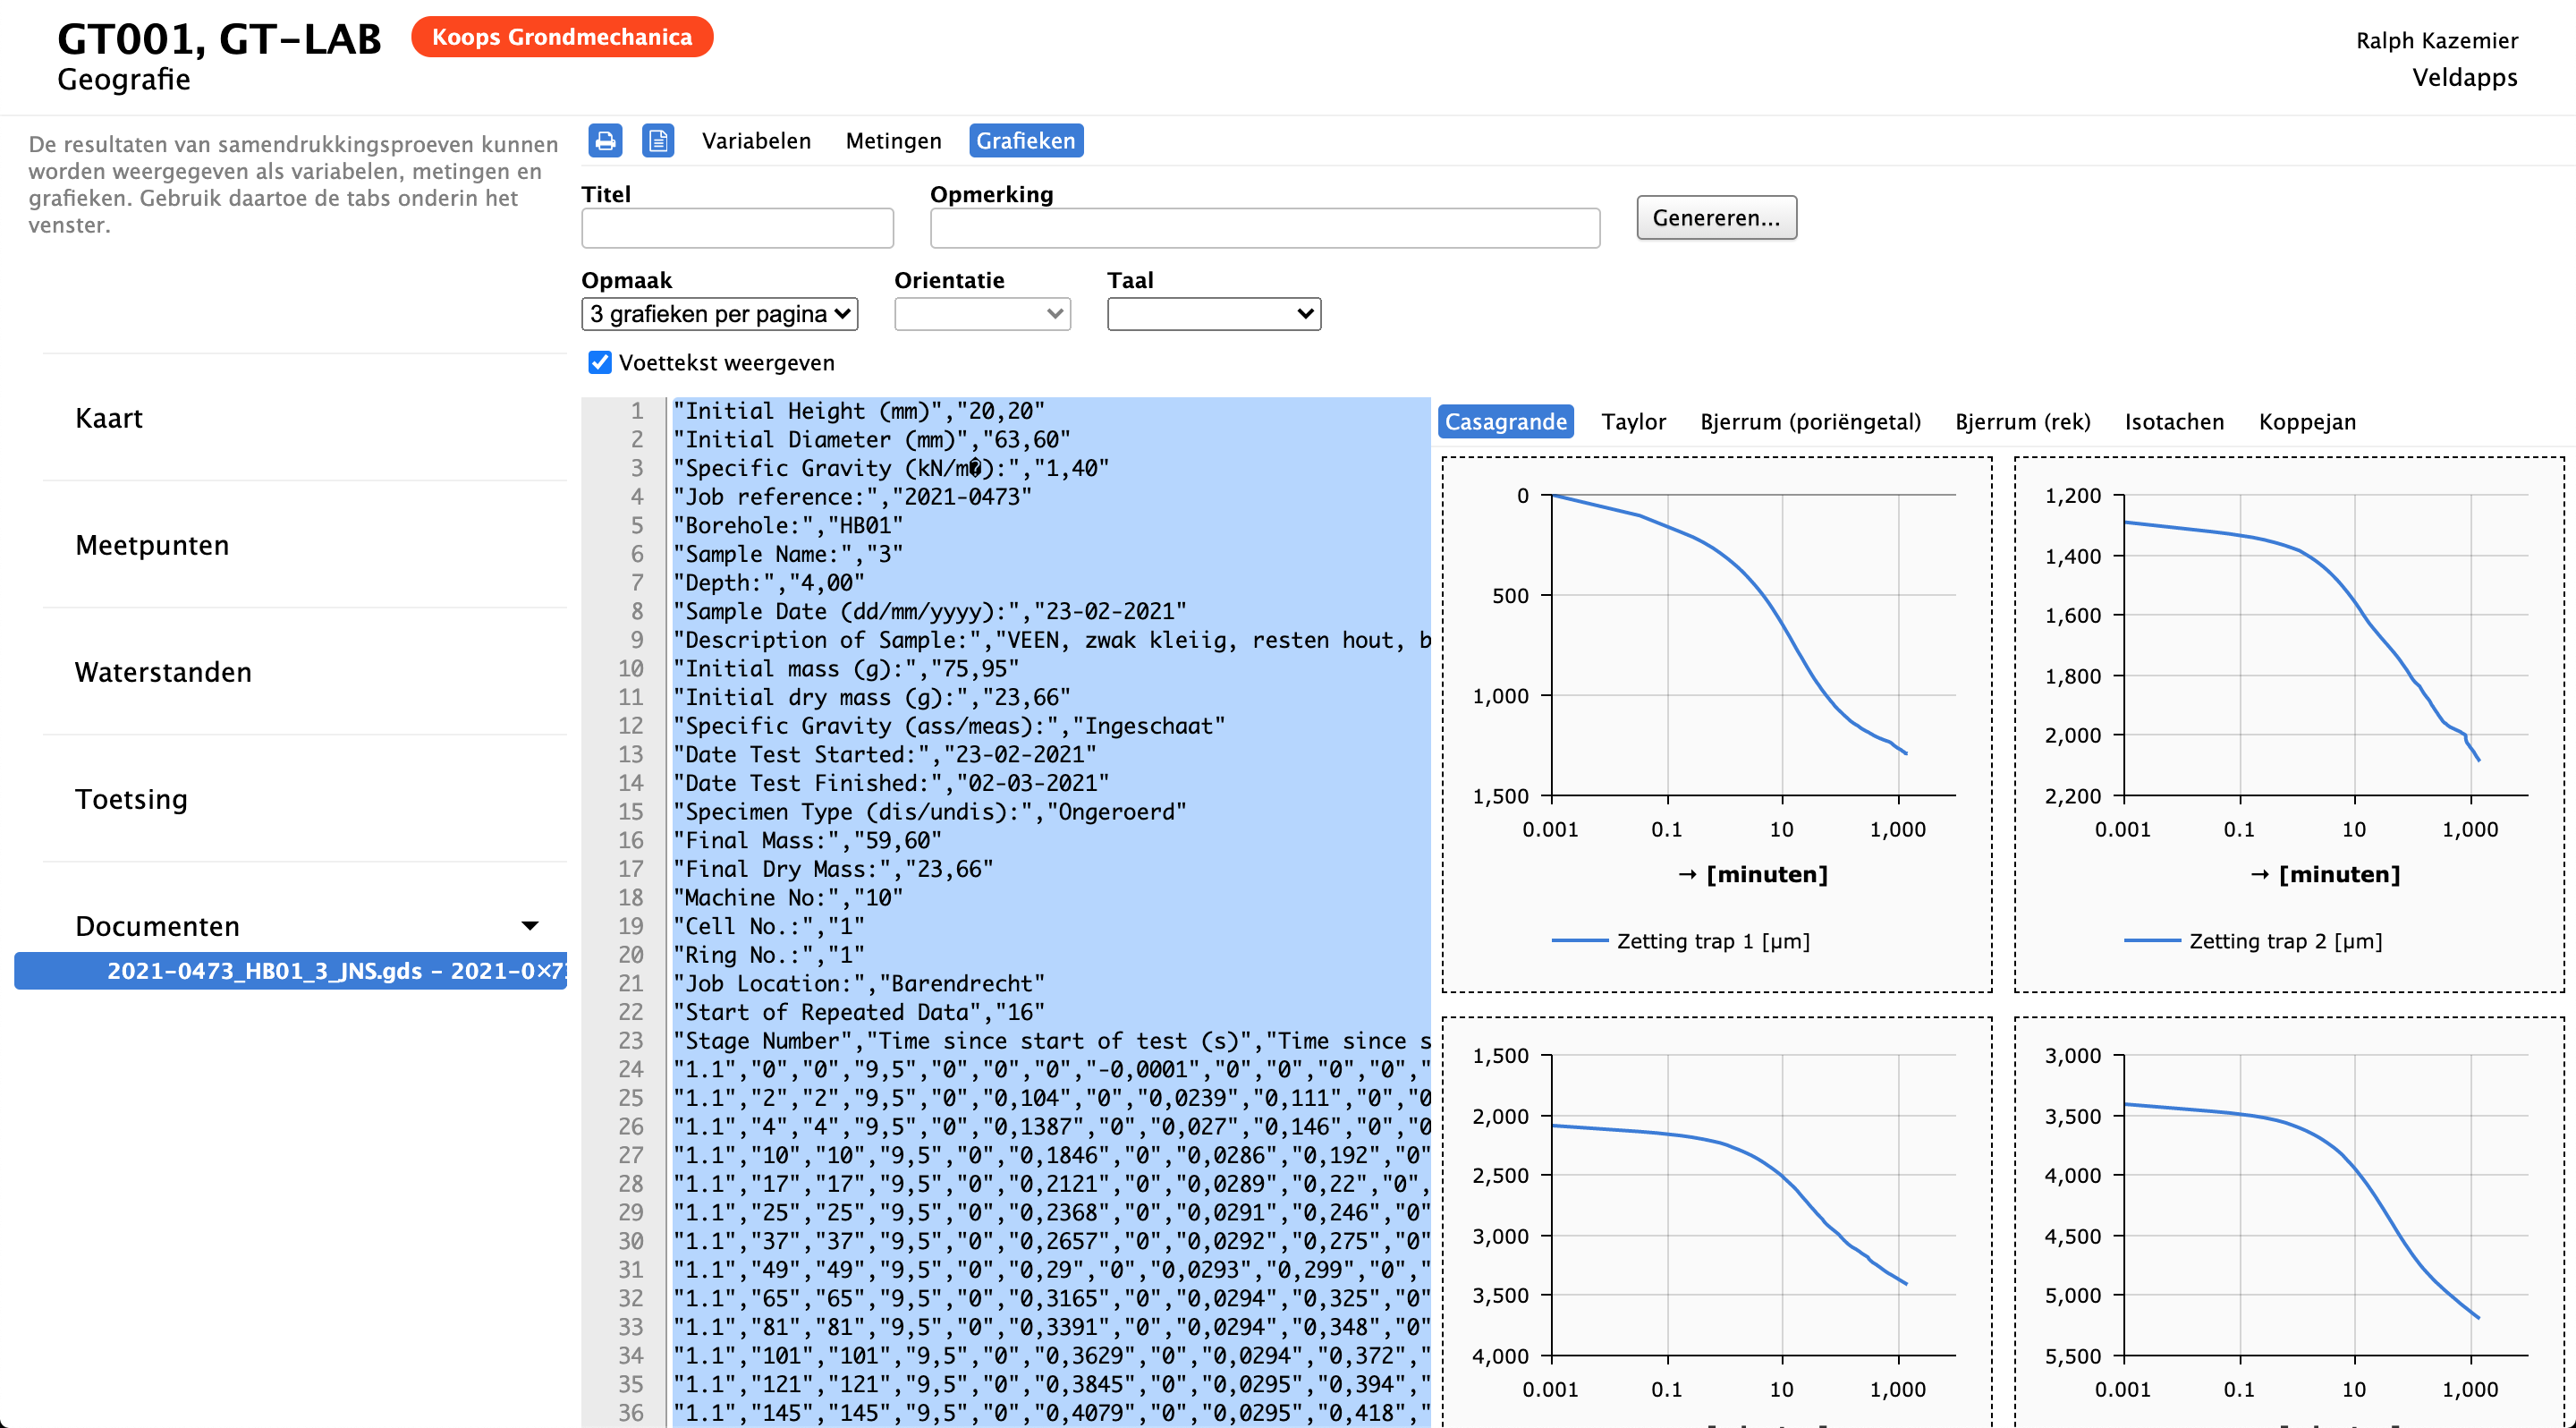 GT001, GT-LAB
Koops Grondmechanica
Geografie
Ralph Kazemier
Veldapps
De resultaten van samendrukkingsproeven kunnen
worden weergegeven als variabelen, metingen en
grafieken. Gebruik daartoe de tabs onderin het
venster.
Kaart
Meetpunten
Waterstanden
Toetsing
Documenten
2021-0473_HB01_3_JNS.gds - 2021-0
Variabelen Metingen Grafieken
Titel Opmerking
Genereren...
Opmaak Orientatie Taal
3 grafieken per pagina
Voettekst weergeven
1 "Initial Height (mm)","20,20"
2 "Initial Diameter (mm)","63,60"
3 "Specific Gravity (kN/m�):","1,40"
4 "Job reference:","2021-0473"
5 "Borehole:","HB01"
6 "Sample Name:","3"
7 "Depth:","4,00"
8 "Sample Date (dd/mm/yyyy):","23-02-2021"
9 "Description of Sample:","VEEN, zwak kleiig, resten hout, b
10 "Initial mass (g):","75,95"
11 "Initial dry mass (g):","23,66"
12 "Specific Gravity (ass/meas):","Ingeschaat"
13 "Date Test Started:","23-02-2021"
14 "Date Test Finished:","02-03-2021"
15 "Specimen Type (dis/undis):","Ongeroerd"
16 "Final Mass:","59,60"
17 "Final Dry Mass:","23,66"
18 "Machine No:","10"
19 "Cell No.:","1"
20 "Ring No.:","1"
21 "Job Location:","Barendrecht"
22 "Start of Repeated Data","16"
23 "Stage Number","Time since start of test (s)","Time since s
24 "1.1","0","0","9,5","0","0","0","-0,0001","0","0","0","0","
25 "1.1","2","2","9,5","0","0,104","0","0,0239","0,111","0","0
26 "1.1","4","4","9,5","0","0,1387","0","0,027","0,146","0","0
27 "1.1","10","10","9,5","0","0,1846","0","0,0286","0,192","0"
28 "1.1","17","17","9,5","0","0,2121","0","0,0289","0,22","0",
29 "1.1","25","25","9,5","0","0,2368","0","0,0291","0,246","0"
30 "1.1","37","37","9,5","0","0,2657","0","0,0292","0,275","0"
31 "1.1","49","49","9,5","0","0,29","0","0,0293","0,299","0","
32 "1.1","65","65","9,5","0","0,3165","0","0,0294","0,325","0"
33 "1.1","81","81","9,5","0","0,3391","0","0,0294","0,348","0"
34 "1.1","101","101","9,5","0","0,3629","0","0,0294","0,372","
35 "1.1","121","121","9,5","0","0,3845","0","0,0295","0,394","
36 "1.1","145","145","9,5","0","0,4079","0","0,0295","0,418","
Casagrande Taylor Bjerrum (poriëngetal) Bjerrum (rek) Isotachen Koppejan
0
500
1,000
1,500
0.001 0.1 10 1,000
→ [minuten]
Zetting trap 1 [µm]
1,200
1,400
1,600
1,800
2,000
2,200
0.001 0.1 10 1,000
→ [minuten]
Zetting trap 2 [µm]
1,500
2,000
2,500
3,000
3,500
4,000
0.001 0.1 10 1,000
3,000
3,500
4,000
4,500
5,000
5,500
0.001 0.1 10 1,000